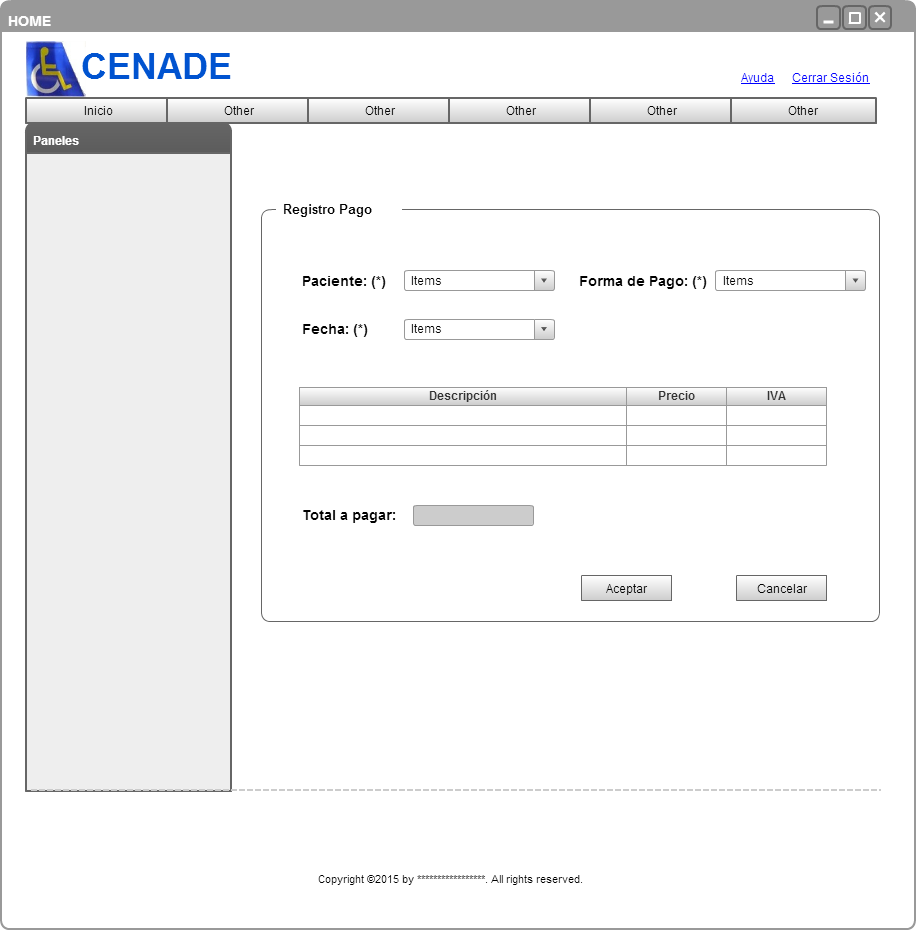 HOME
CENADE
Ayuda Cerrar Sesión
Inicio Other Other Other Other Other
Paneles
Registro Pago
Paciente: (*) Items Forma de Pago: (*) Items
Fecha: (*) Items
Descripción Precio IVA
Total a pagar:
Aceptar Cancelar
Copyright ©2015 by *****************. All rights reserved.